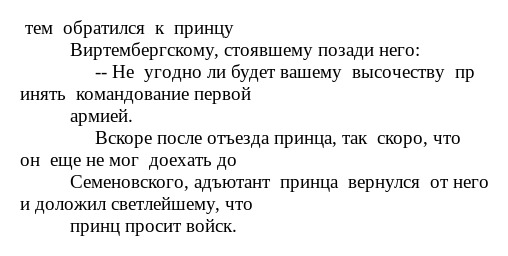 тем обратился к принцу
Виртембергскому, стоявшему позади него:
-- Не угодно ли будет вашему высочеству пр
инять командование первой
армией.
Вскоре после отъезда принца, так скоро, что
он еще не мог доехать до
Семеновского, адъютант принца вернулся от него
и доложил светлейшему, что
принц просит войск.